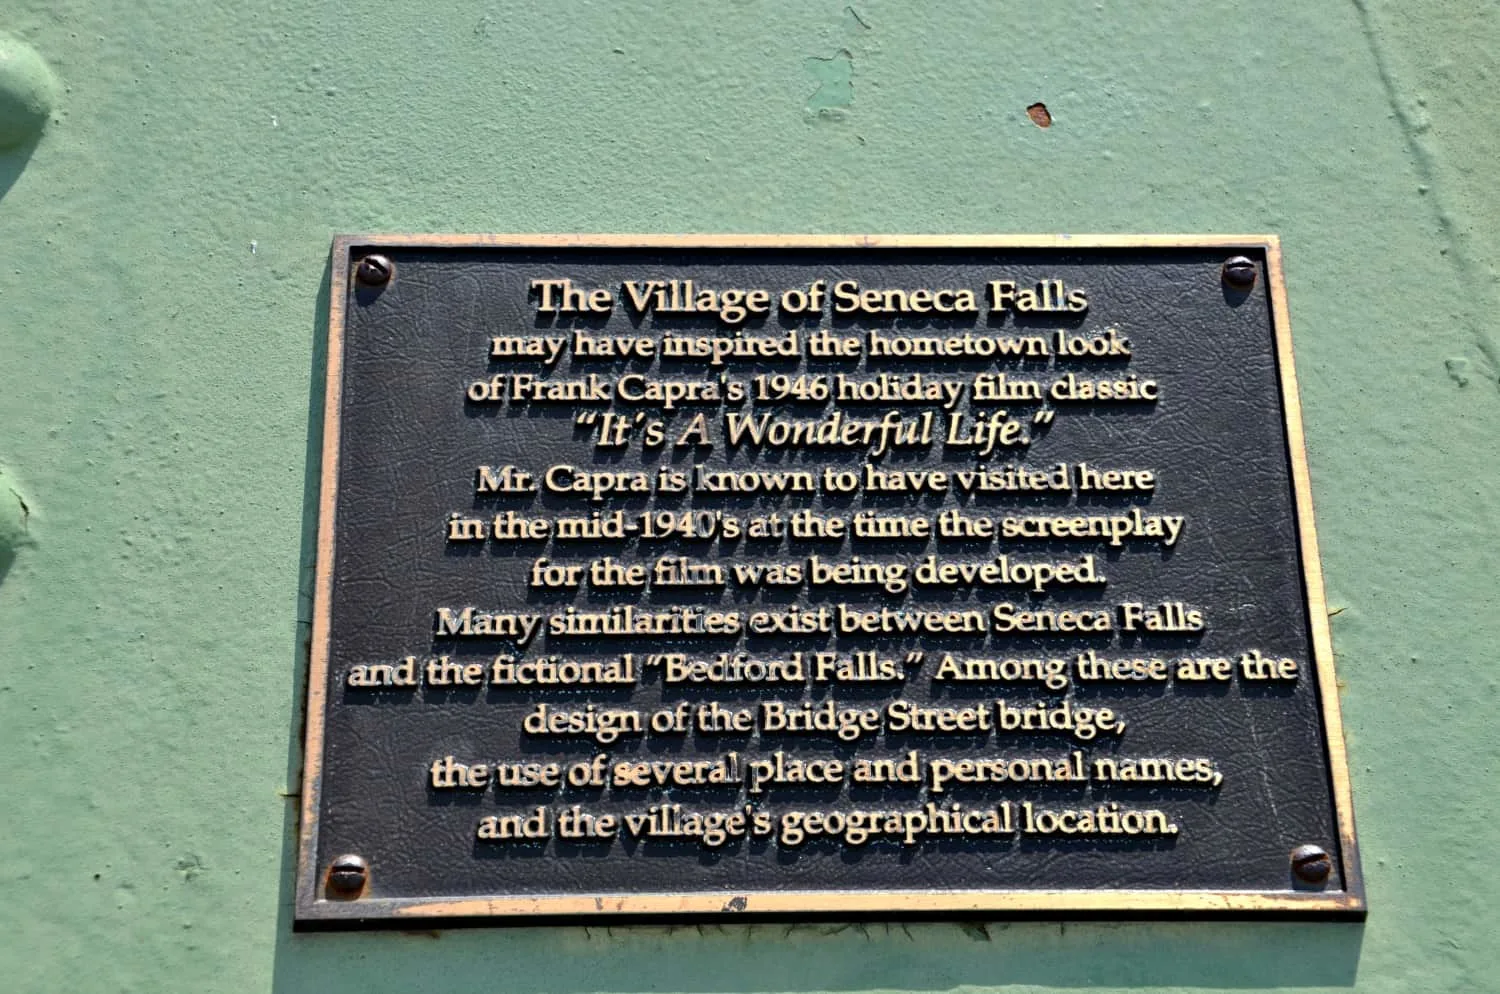 The Village of Seneca Falls
may have inspired the hometown look
of Frank Capra's 1946 holiday film classic
"It's A Wonderful Life."
Mr. Capra is known to have visited here
in the mid-1940's at the time the screenplay
for the film was being developed.
Many similarities exist between Seneca Falls
and the fictional "Bedford Falls." Among these are the
design of the Bridge Street bridge,
the use of several place and personal names,
and the village's geographical location.